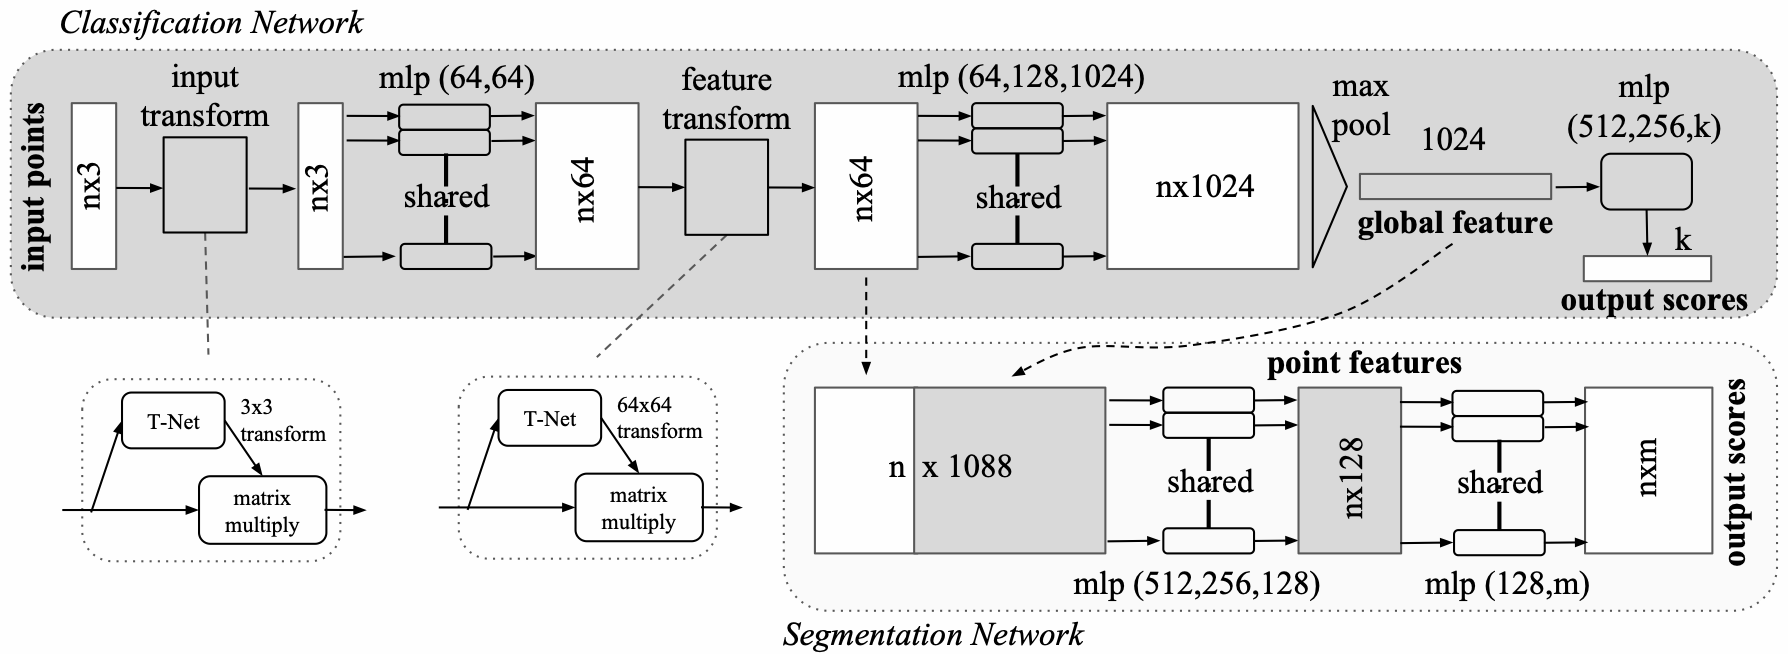 Classification Network
input points
nx3
input
transform
nx3
mlp (64,64)
shared
nx64
feature
transform
nx64
mlp (64,128,1024)
shared
nx1024
max
pool
1024
global feature
mlp
(512,256,k)
k
output scores
T-Net
3x3
transform
matrix
multiply
T-Net
64x64
transform
matrix
multiply
point features
n x 1088
shared
mlp (512,256,128)
nx128
shared
mlp (128,m)
nxm
output scores
Segmentation Network